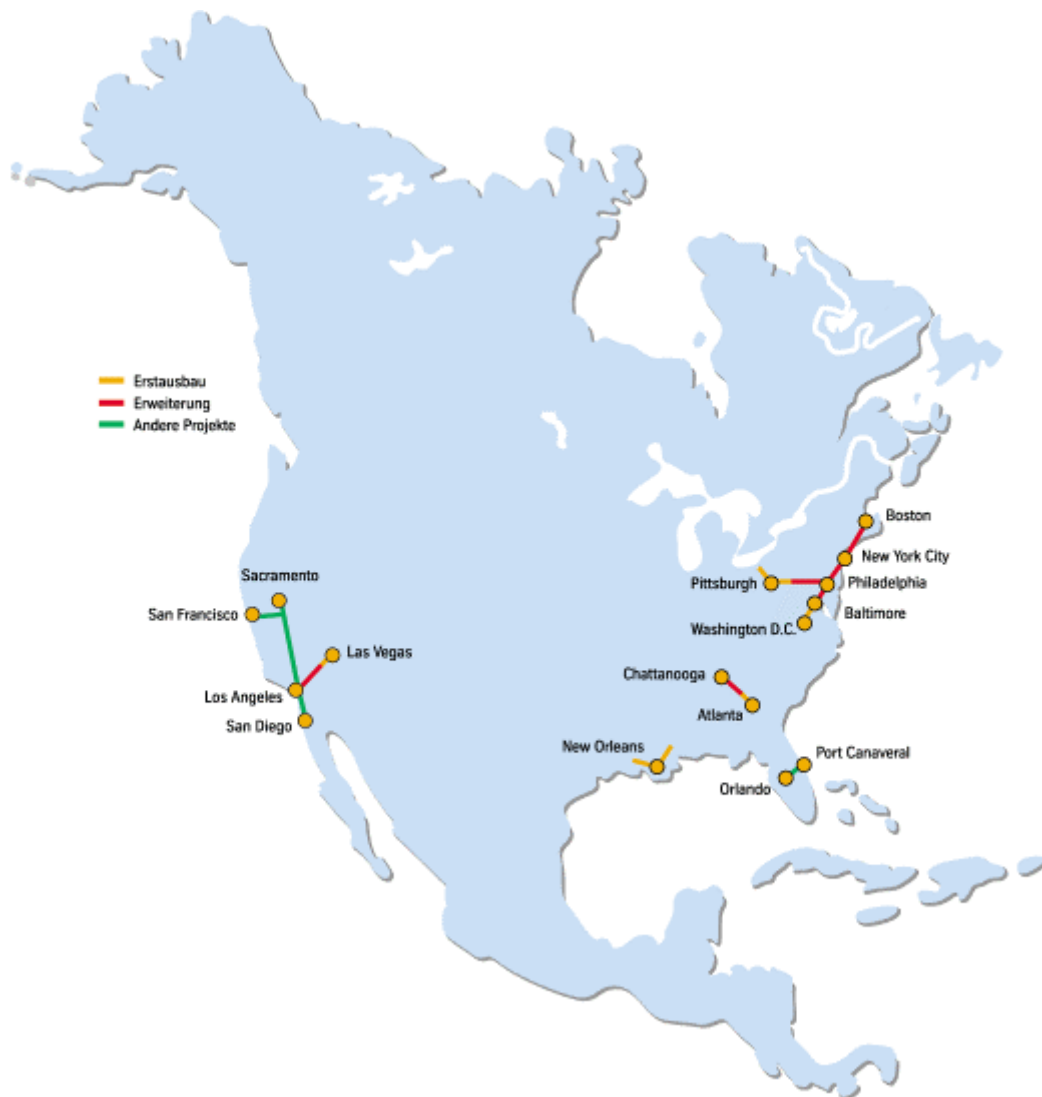 Erstausbau
Erweiterung
Andere Projekte
Boston
New York City
Pittsburgh
Philadelphia
Baltimore
Washington D.C.
Sacramento
San Francisco
Las Vegas
Los Angeles
San Diego
Chattanooga
Atlanta
New Orleans
Port Canaveral
Orlando